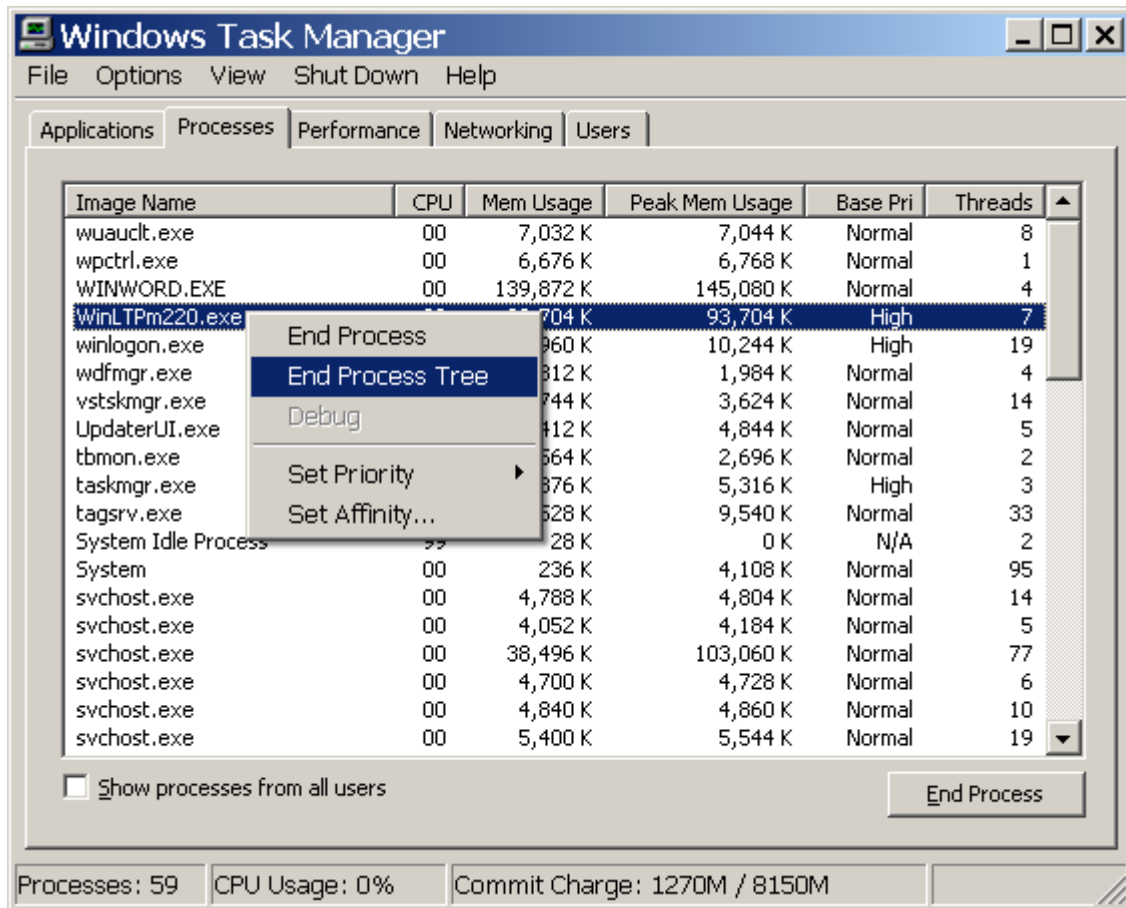 Windows Task Manager
File Options View Shut Down Help
Applications Processes Performance Networking Users
Image Name CPU Mem Usage Peak Mem Usage Base Pri Threads
wuauclt.exe 00 7,032 K 7,044 K Normal 8
wpctrl.exe 00 6,676 K 6,768 K Normal 1
WINWORD.EXE 00 139,872 K 145,080 K Normal 4
WinLTPm220.exe 704 K 93,704 K High 7
winlogon.exe 960 K 10,244 K High 19
wdfmgr.exe 812 K 1,984 K Normal 4
vstskmgr.exe 744 K 3,624 K Normal 14
UpdaterUI.exe 412 K 4,844 K Normal 5
tbmon.exe 564 K 2,696 K Normal 2
taskmgr.exe 376 K 5,316 K High 3
tagsrv.exe 528 K 9,540 K Normal 33
System Idle Process 99 28 K 0 K N/A 2
System 00 236 K 4,108 K Normal 95
svchost.exe 00 4,788 K 4,804 K Normal 14
svchost.exe 00 4,052 K 4,184 K Normal 5
svchost.exe 00 38,496 K 103,060 K Normal 77
svchost.exe 00 4,700 K 4,728 K Normal 6
svchost.exe 00 4,840 K 4,860 K Normal 10
svchost.exe 00 5,400 K 5,544 K Normal 19
End Process
End Process Tree
Debug
Set Priority
Set Affinity...
Show processes from all users
End Process
Processes: 59 CPU Usage: 0% Commit Charge: 1270M / 8150M